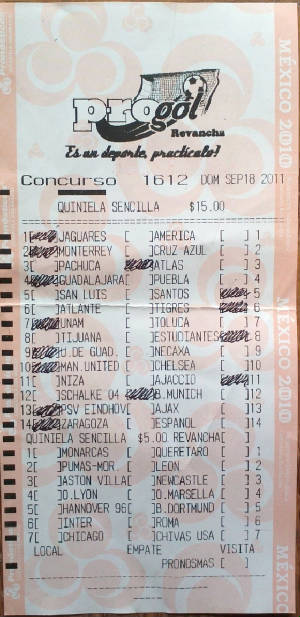 MÉXICO 2010
progol
Revancha
Es un deporte, practícalo!
Concurso 1612 DOM SEP18 2011
QUINIELA SENCILLA $15.00
1[ ]JAGUARES [ ]AMERICA [ ] 1
2[ ]MONTERREY [ ]CRUZ AZUL [ ] 2
3[ ]PACHUCA ATLAS [ ] 3
4[ ]GUADALAJARA[ ]PUEBLA [ ] 4
5[ ]SAN LUIS [ ]SANTOS 5
6[ ]ATLANTE [ ]TIGRES 6
7[ ]UNAM [ ]TOLUCA [ ] 7
8[ ]TIJUANA [ ]ESTUDIANTES 8
9[ ]U.DE GUAD. [ ]NECAXA [ ] 9
10[ ]MAN.UNITED [ ]CHELSEA [ ]10
11[ ]NIZA [ ]AJACCIO 11
12[ ]SCHALKE 04 B.MUNICH [ ]12
13[ ]PSV EINDHOVE[ ]AJAX [ ]13
14[ ]ZARAGOZA [ ]ESPANOL [ ]14
QUINIELA SENCILLA $5.00 REVANCHA[ ]
1[ ]MONARCAS [ ]QUERETARO [ ] 1
2[ ]PUMAS-MOR. [ ]LEON [ ] 2
3[ ]ASTON VILLA[ ]NEWCASTLE [ ] 3
4[ ]O.LYON [ ]O.MARSELLA [ ] 4
5[ ]HANNOVER 96[ ]B.DORTMUND [ ] 5
6[ ]INTER [ ]ROMA [ ] 6
7[ ]CHICAGO [ ]CHIVAS USA [ ] 7
LOCAL EMPATE VISITA
PRONOSMAS [ ]
MÉXICO 2010
MÉXICO 2010